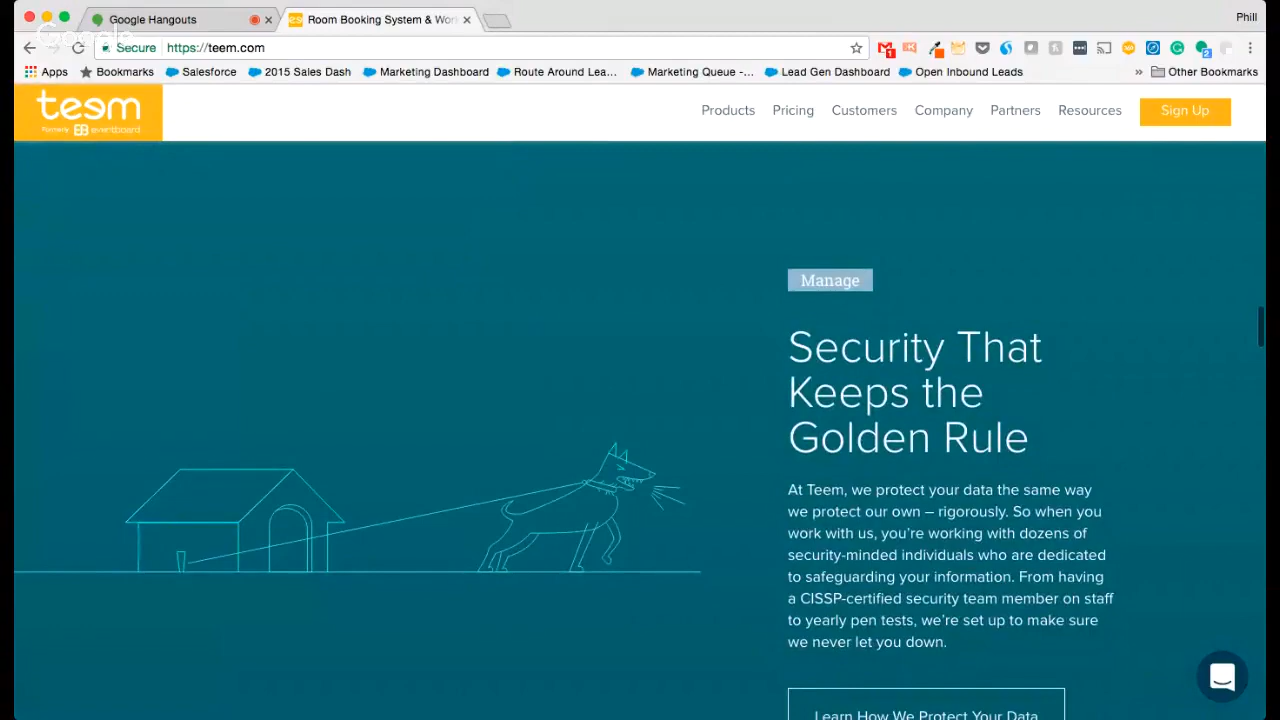 Google Hangouts
Room Booking System & Wor
Phill
Google
Secure
https://teem.com
Apps
Bookmarks
Salesforce
2015 Sales Dash
Marketing Dashboard
Route Around Lea...
Marketing Queue -...
Lead Gen Dashboard
Open Inbound Leads
»
Other Bookmarks
teem
Formerly EB eventboard
Products
Pricing
Customers
Company
Partners
Resources
Sign Up
Manage
Security That
Keeps the
Golden Rule
At Teem, we protect your data the same way
we protect our own – rigorously. So when you
work with us, you’re working with dozens of
security-minded individuals who are dedicated
to safeguarding your information. From having
a CISSP-certified security team member on staff
to yearly pen tests, we’re set up to make sure
we never let you down.
Learn How We Protect Your Data